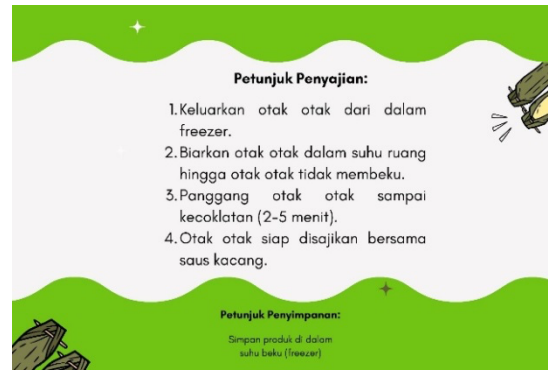 Petunjuk Penyajian:
1. Keluarkan otak otak dari dalam
freezer.
2. Biarkan otak otak dalam suhu ruang
hingga otak otak tidak membeku.
3. Panggang otak otak sampai
kecoklatan (2-5 menit).
4. Otak otak siap disajikan bersama
saus kacang.
Petunjuk Penyimpanan:
Simpan produk di dalam
suhu beku (freezer)